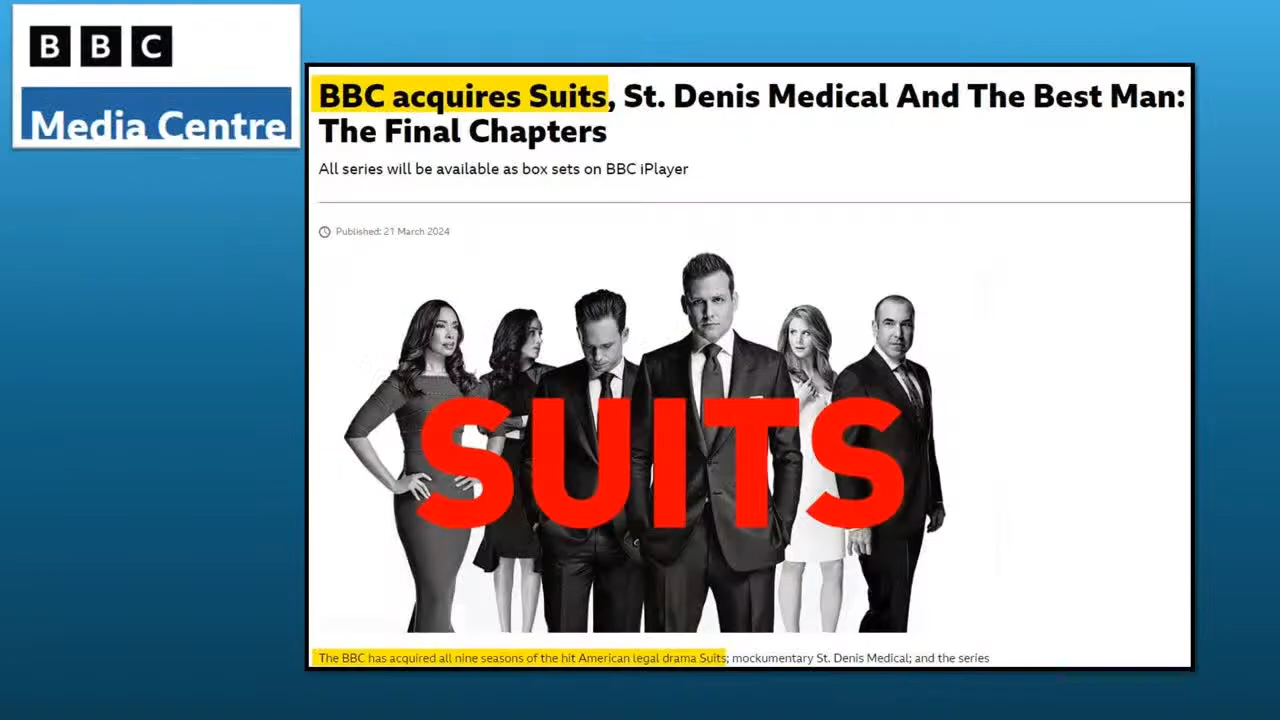 BBC
Media Centre
BBC acquires Suits, St. Denis Medical And The Best Man:
The Final Chapters
All series will be available as box sets on BBC iPlayer
Published: 21 March 2024
SUITS
The BBC has acquired all nine seasons of the hit American legal drama Suits; mockumentary St. Denis Medical; and the series